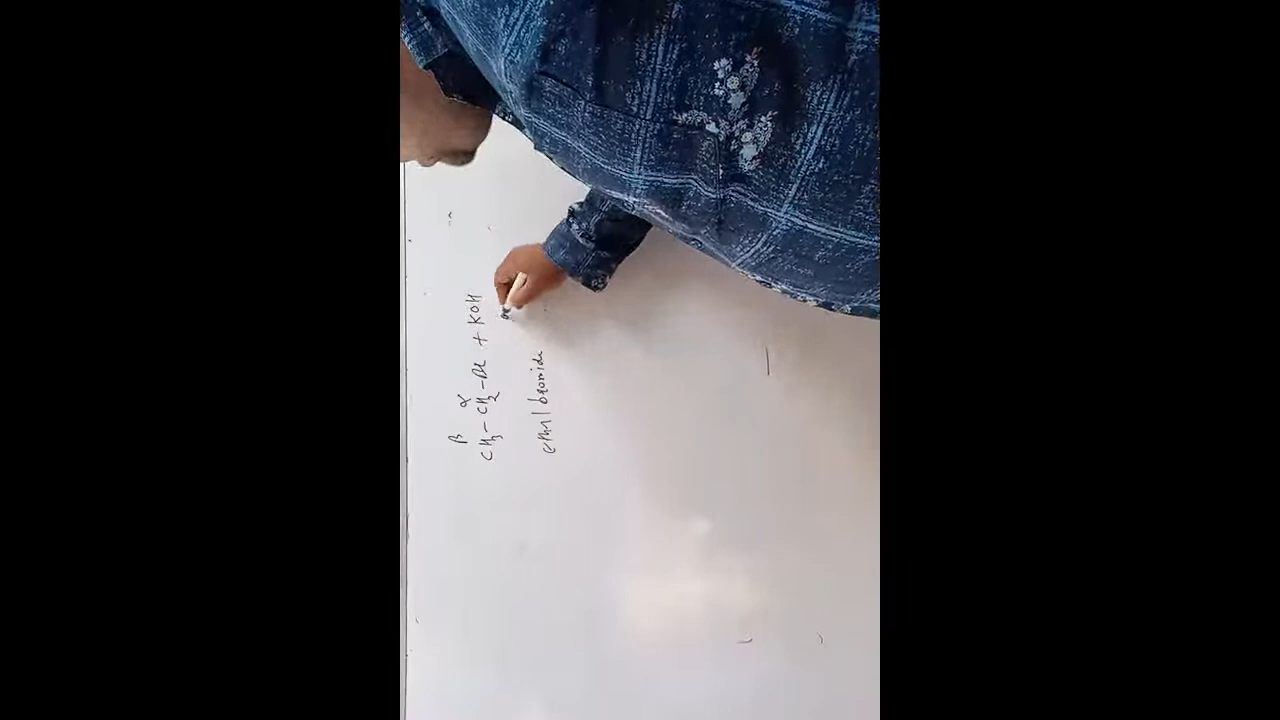 β α
CH₃ – CH₂ – Br + KOH
ethyl bromide